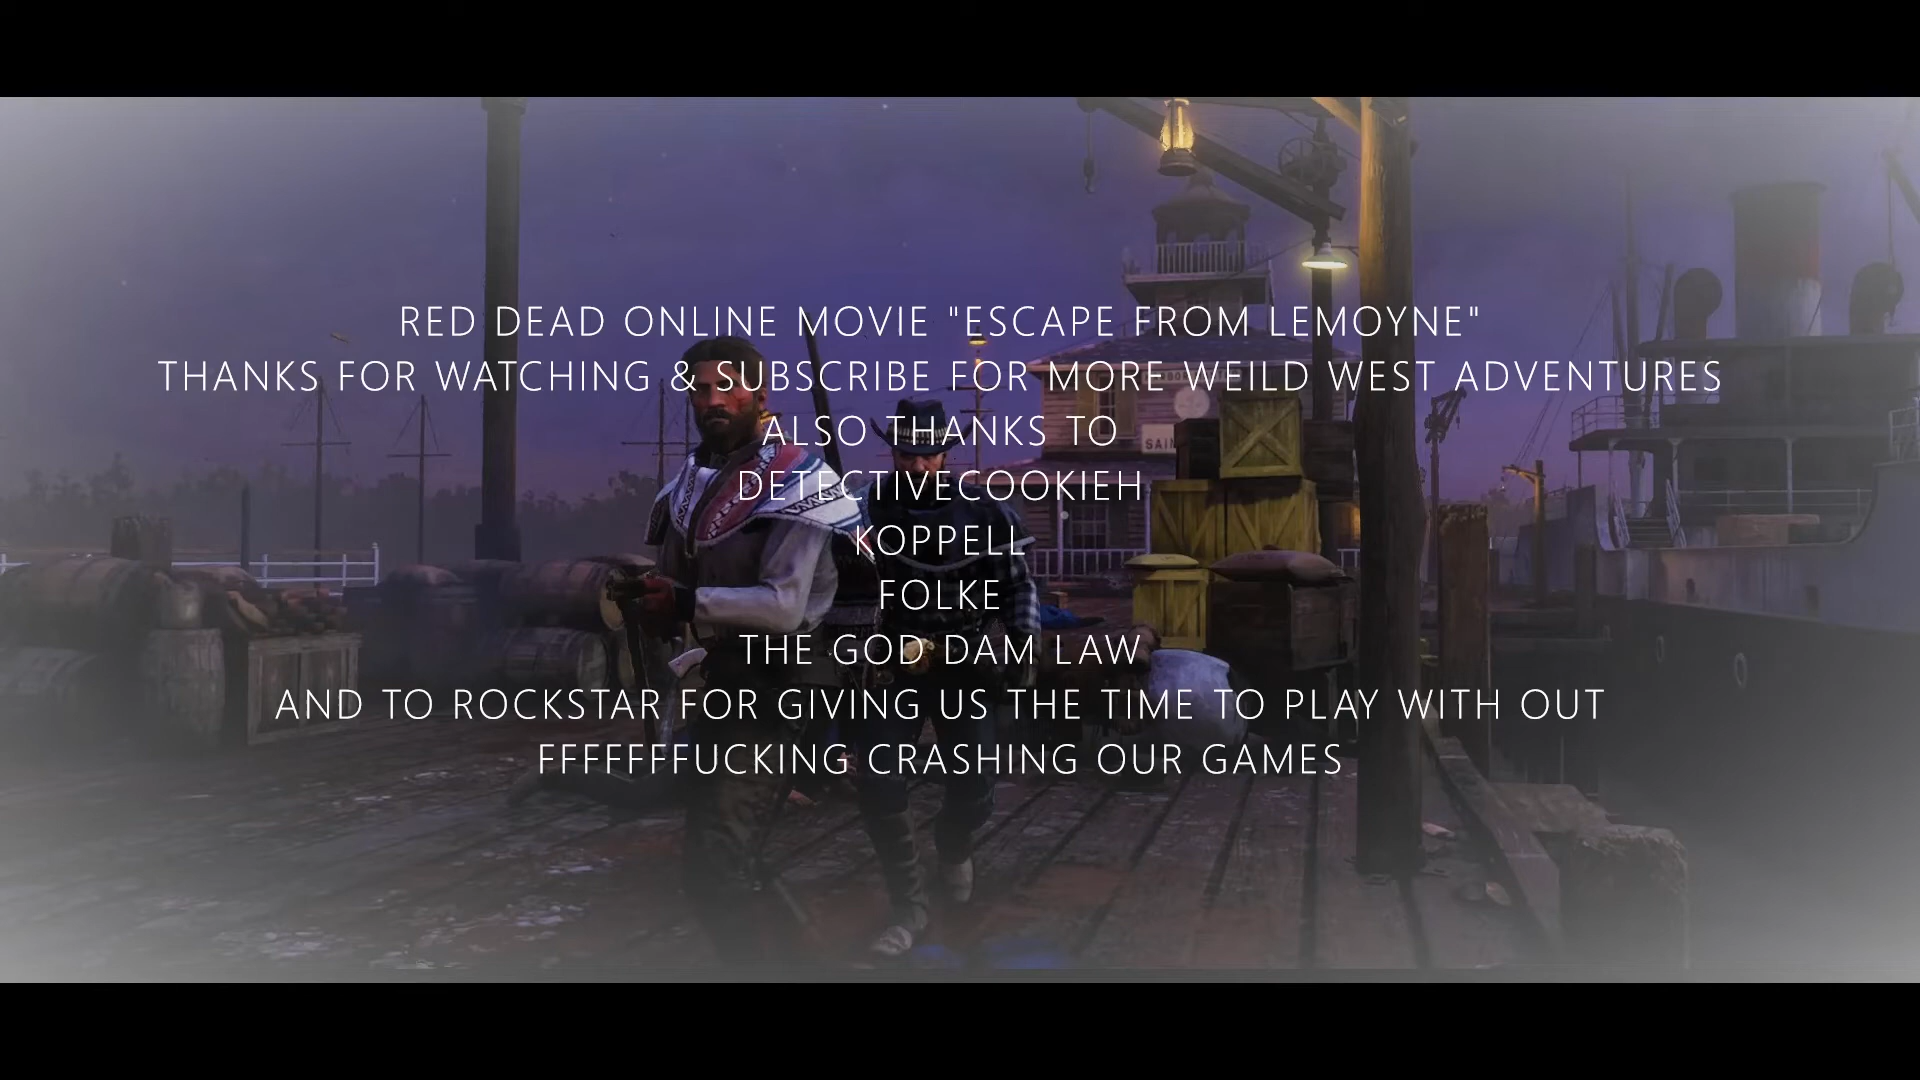 RED DEAD ONLINE MOVIE "ESCAPE FROM LEMOYNE"
THANKS FOR WATCHING & SUBSCRIBE FOR MORE WEILD WEST ADVENTURES
ALSO THANKS TO
DETECTIVECOOKIEH
KOPPELL
FOLKE
THE GOD DAM LAW
AND TO ROCKSTAR FOR GIVING US THE TIME TO PLAY WITH OUT
FFFFFFFUCKING CRASHING OUR GAMES
SAIN